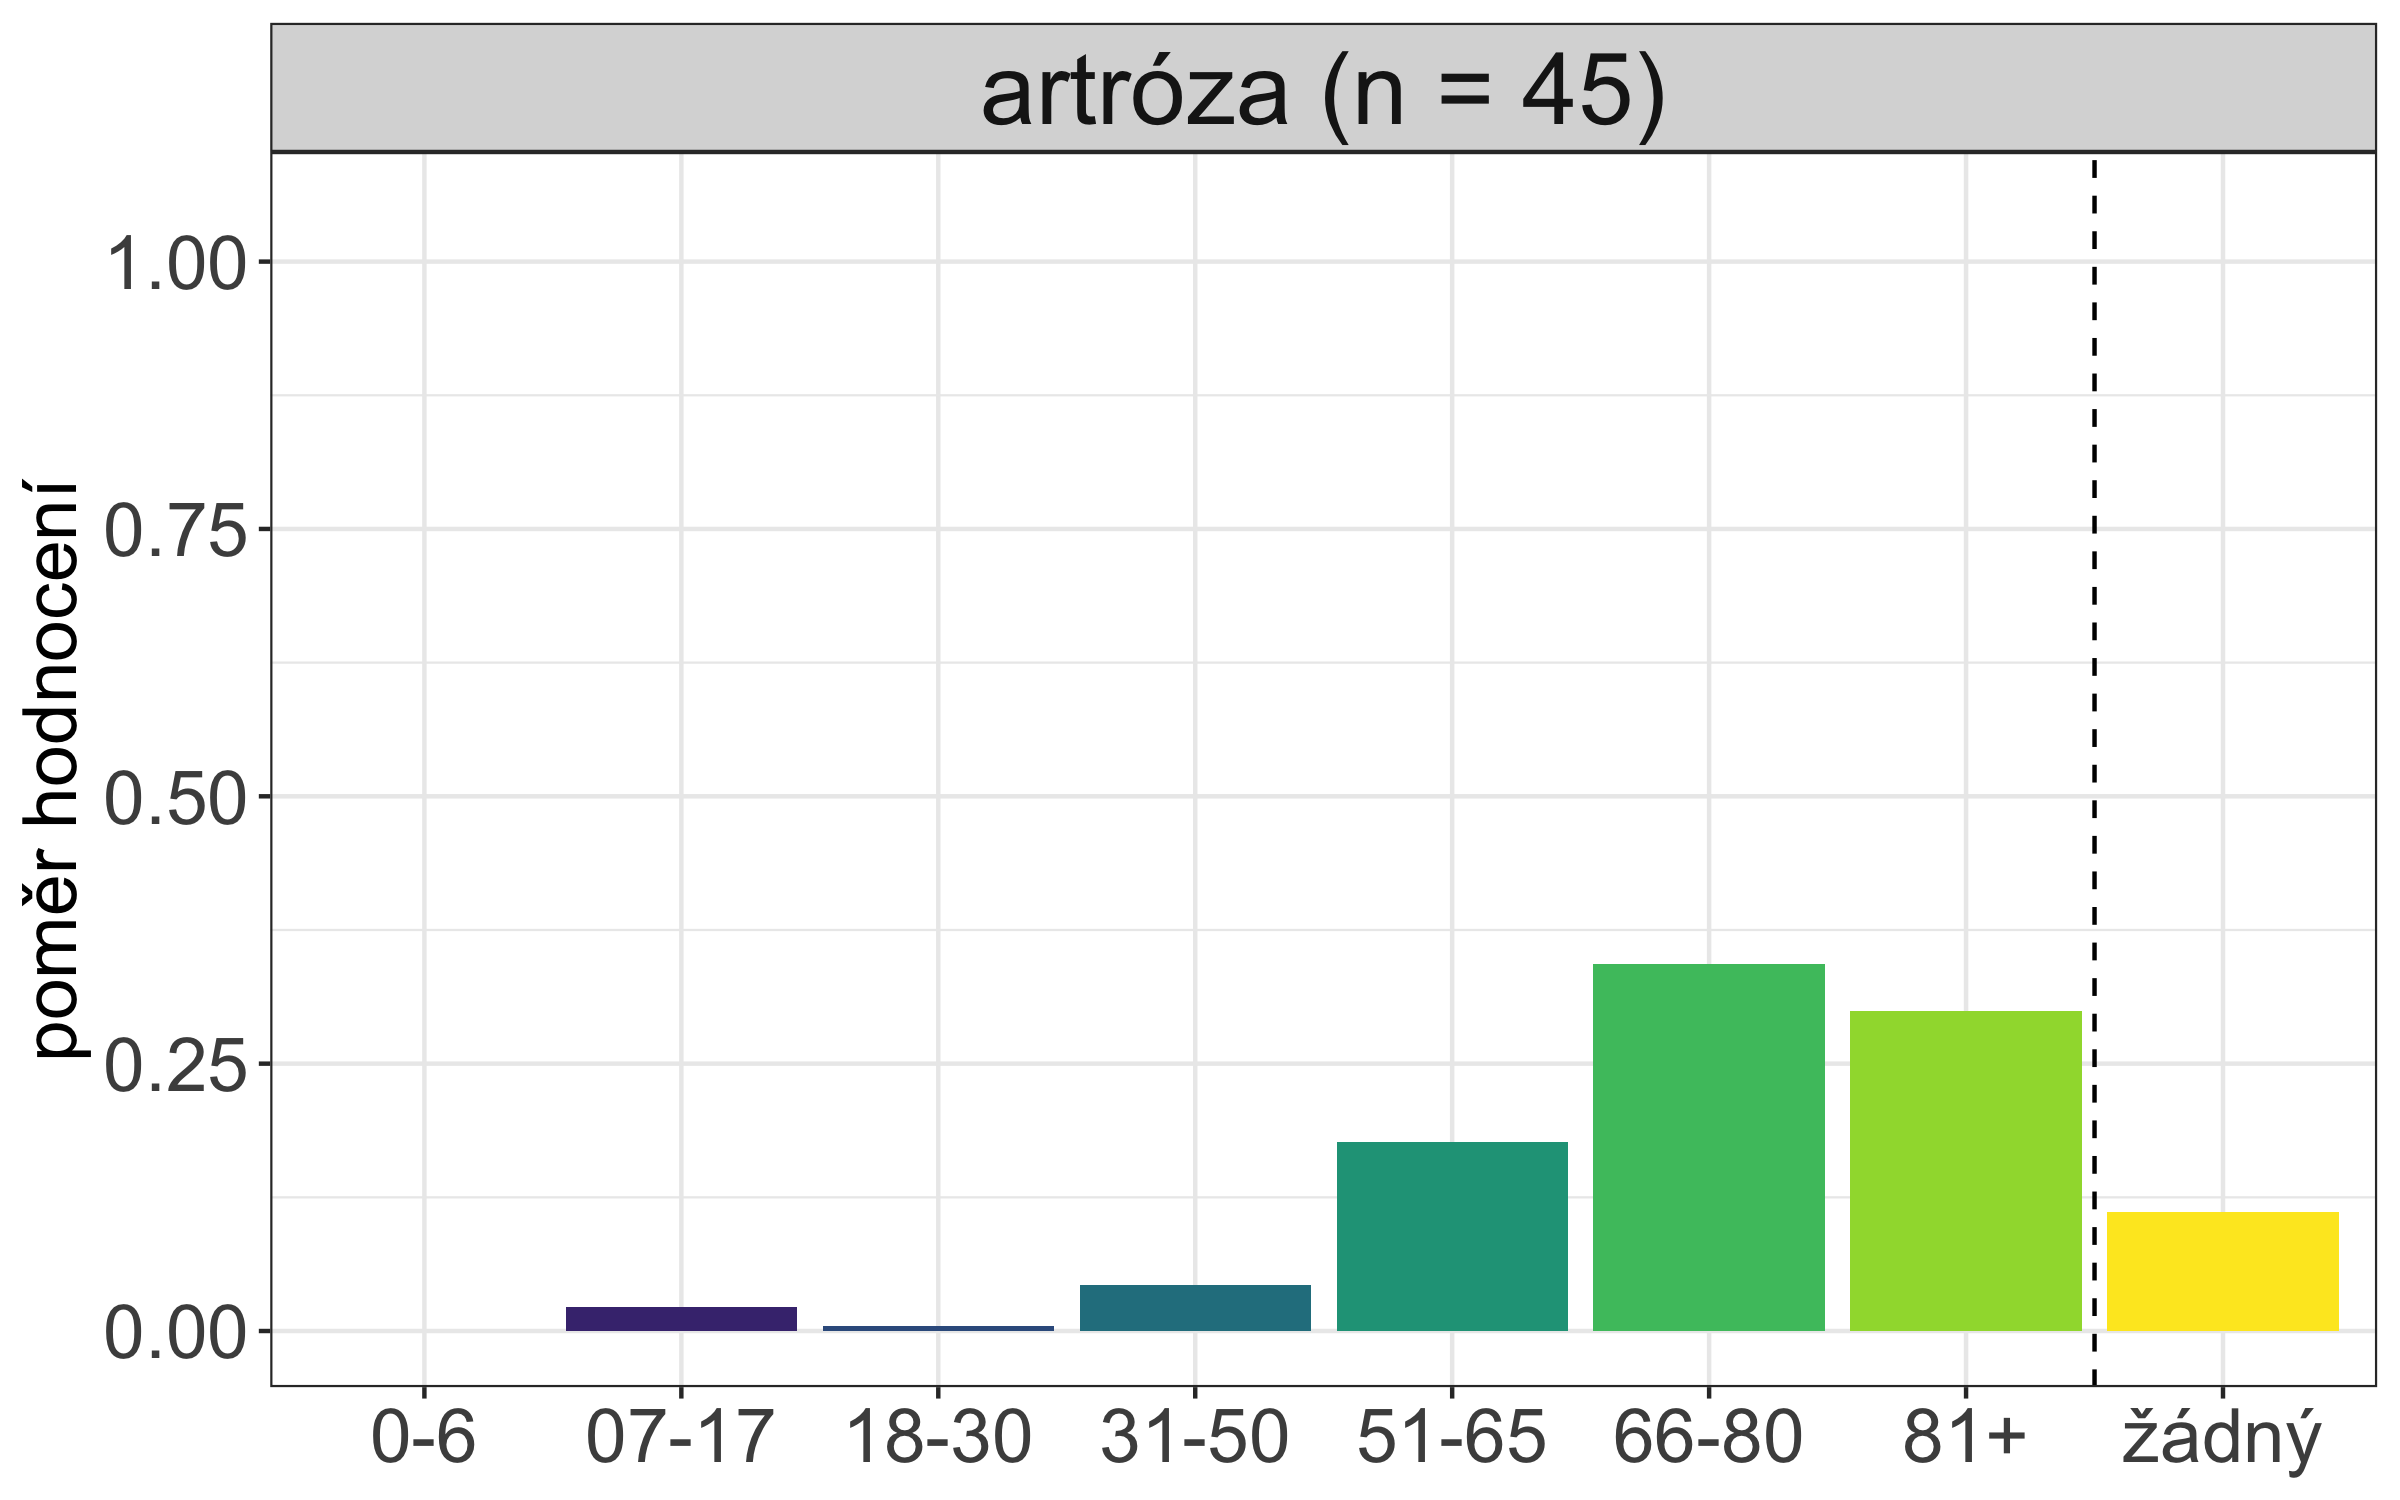 artróza (n = 45)
poměr hodnocení
1.00
0.75
0.50
0.25
0.00
0-6 07-17 18-30 31-50 51-65 66-80 81+ žádný